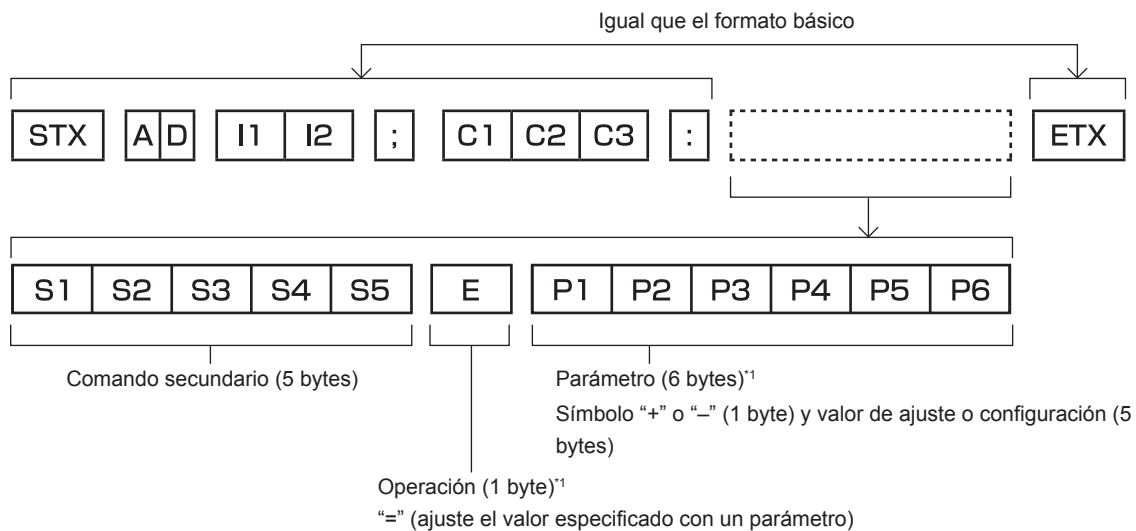 Igual que el formato básico
STX A D I1 I2 ; C1 C2 C3 : ETX
S1 S2 S3 S4 S5 E P1 P2 P3 P4 P5 P6
Comando secundario (5 bytes)
Parámetro (6 bytes)*1
Símbolo “+” o “–” (1 byte) y valor de ajuste o configuración (5
bytes)
Operación (1 byte)*1
“=” (ajuste el valor especificado con un parámetro)